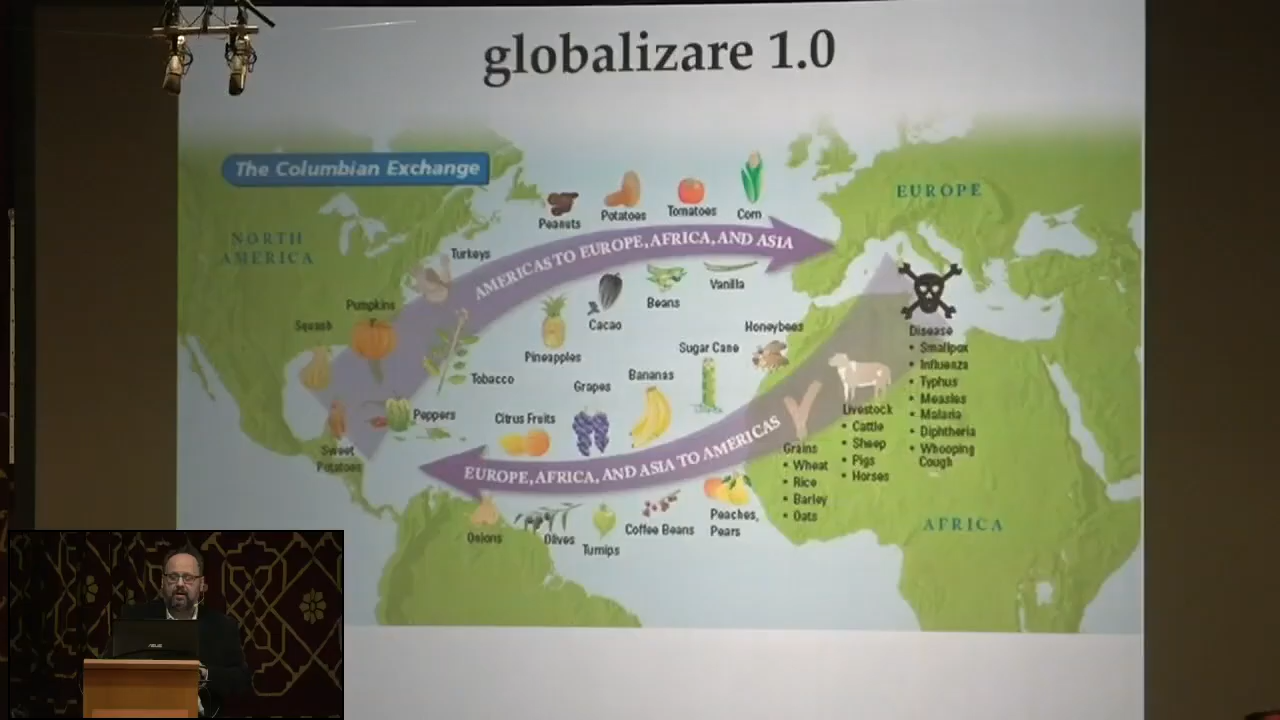 globalizare 1.0
The Columbian Exchange
NORTH
AMERICA
EUROPE
AFRICA
Peanuts
Potatoes
Tomatoes
Corn
Turkeys
AMERICAS TO EUROPE, AFRICA, AND ASIA
Pumpkins
Squash
Cacao
Beans
Vanilla
Pineapples
Tobacco
Peppers
Sweet
Potatoes
Honeybees
Sugar Cane
Bananas
Grapes
Citrus Fruits
EUROPE, AFRICA, AND ASIA TO AMERICAS
Onions
Olives
Turnips
Coffee Beans
Peaches,
Pears
Grains
• Wheat
• Rice
• Barley
• Oats
Livestock
• Cattle
• Sheep
• Pigs
• Horses
Disease
• Smallpox
• Influenza
• Typhus
• Measles
• Malaria
• Diphtheria
• Whooping
Cough
ASUS